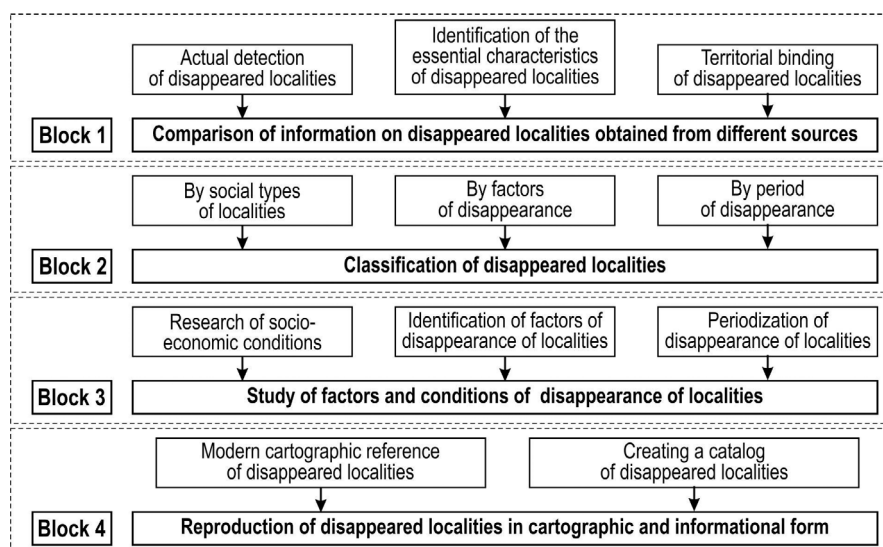 Actual detection
of disappeared localities
Identification of the
essential characteristics
of disappeared localities
Territorial binding
of disappeared localities
Block 1
Comparison of information on disappeared localities obtained from different sources
By social types
of localities
By factors
of disappearance
By period
of disappearance
Block 2
Classification of disappeared localities
Research of socio-
economic conditions
Identification of factors of
disappearance of localities
Periodization of
disappearance of localities
Block 3
Study of factors and conditions of disappearance of localities
Modern cartographic reference
of disappeared localities
Creating a catalog
of disappeared localities
Block 4
Reproduction of disappeared localities in cartographic and informational form